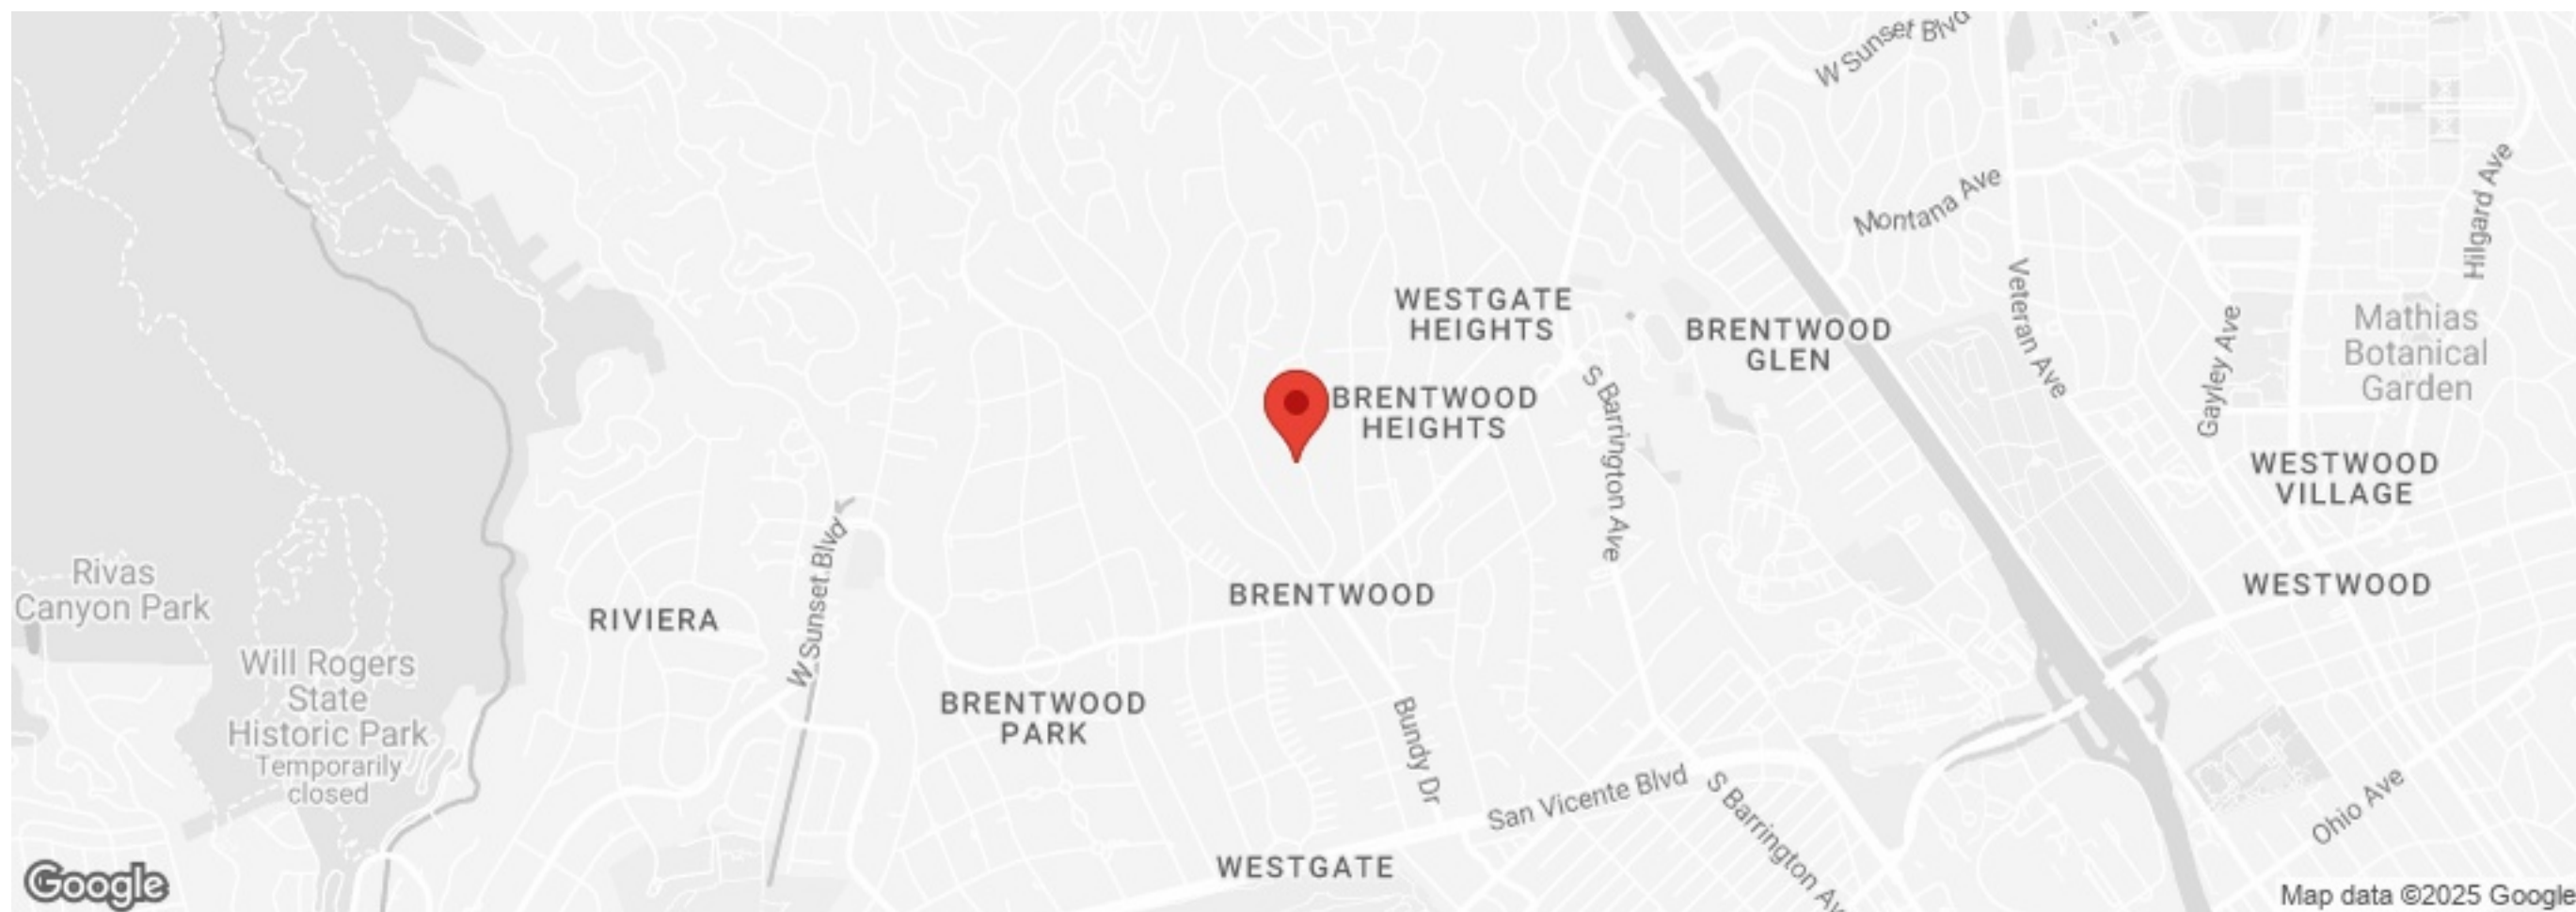 W Sunset Blvd
Montana Ave
Hilgard Ave
Veteran Ave
WESTGATE
HEIGHTS
BRENTWOOD
GLEN
Gayley Ave
Mathias
Botanical
Garden
BRENTWOOD
HEIGHTS
S Barrington Ave
WESTWOOD
VILLAGE
W Sunset Blvd
Rivas
Canyon Park
RIVIERA
BRENTWOOD
WESTWOOD
Will Rogers
State
Historic Park
Temporarily
closed
BRENTWOOD
PARK
Bundy Dr
San Vicente Blvd
S Barrington Av
Ohio Ave
WESTGATE
Google
Map data ©2025 Google